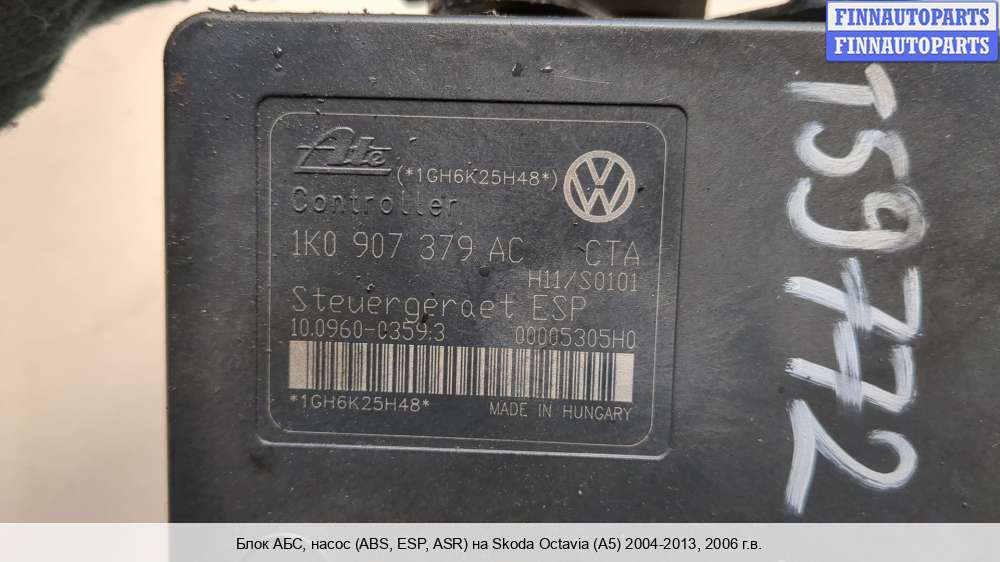 FINNAUTOPARTS
FINNAUTOPARTS
Ate
(*1GH6K25H48*)
Controller
1K0 907 379 AC CTA
H11/S0101
Steuergeraet ESP
10.0960-0359.3 00005305H0
*1GH6K25H48*
MADE IN HUNGARY
T59772
Блок АБС, насос (ABS, ESP, ASR) на Skoda Octavia (A5) 2004-2013, 2006 г.в.